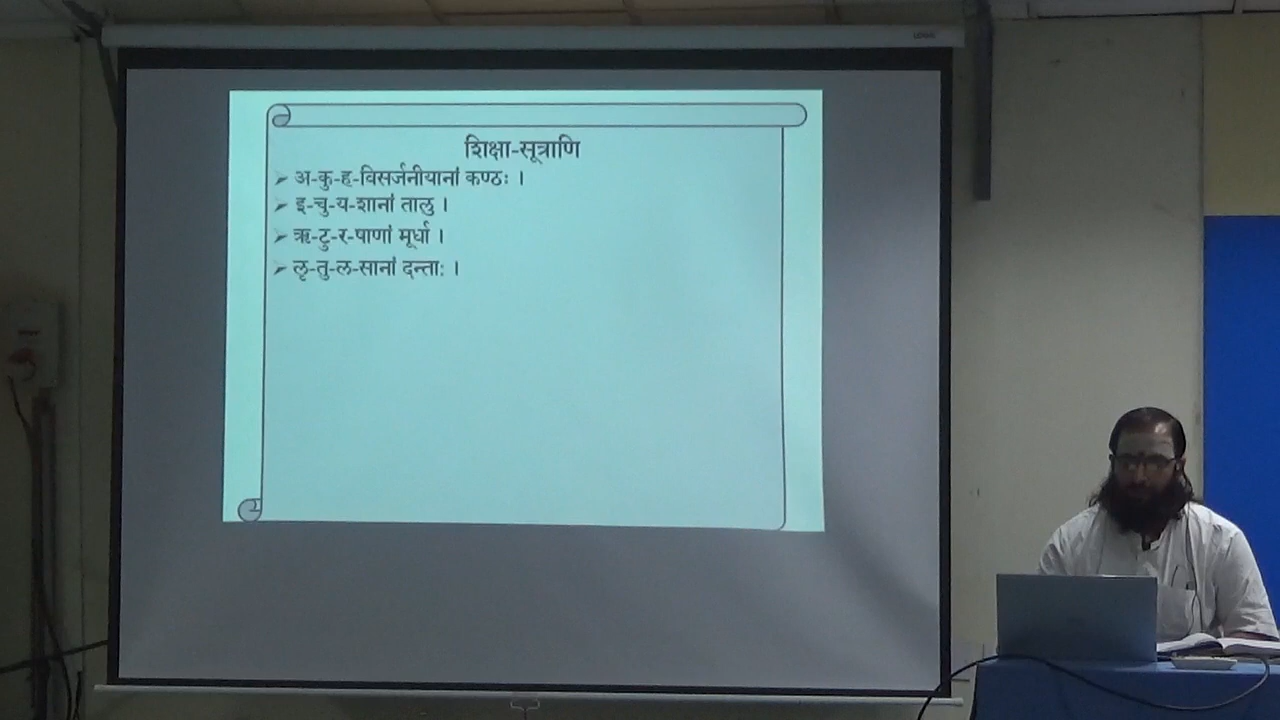 शिक्षा-सूत्राणि
अ-कु-ह-विसर्जनीयानां कण्ठः ।
इ-चु-य-शानां तालु ।
ऋ-टु-र-षाणां मूर्धा ।
लृ-तु-ल-सानां दन्ताः ।